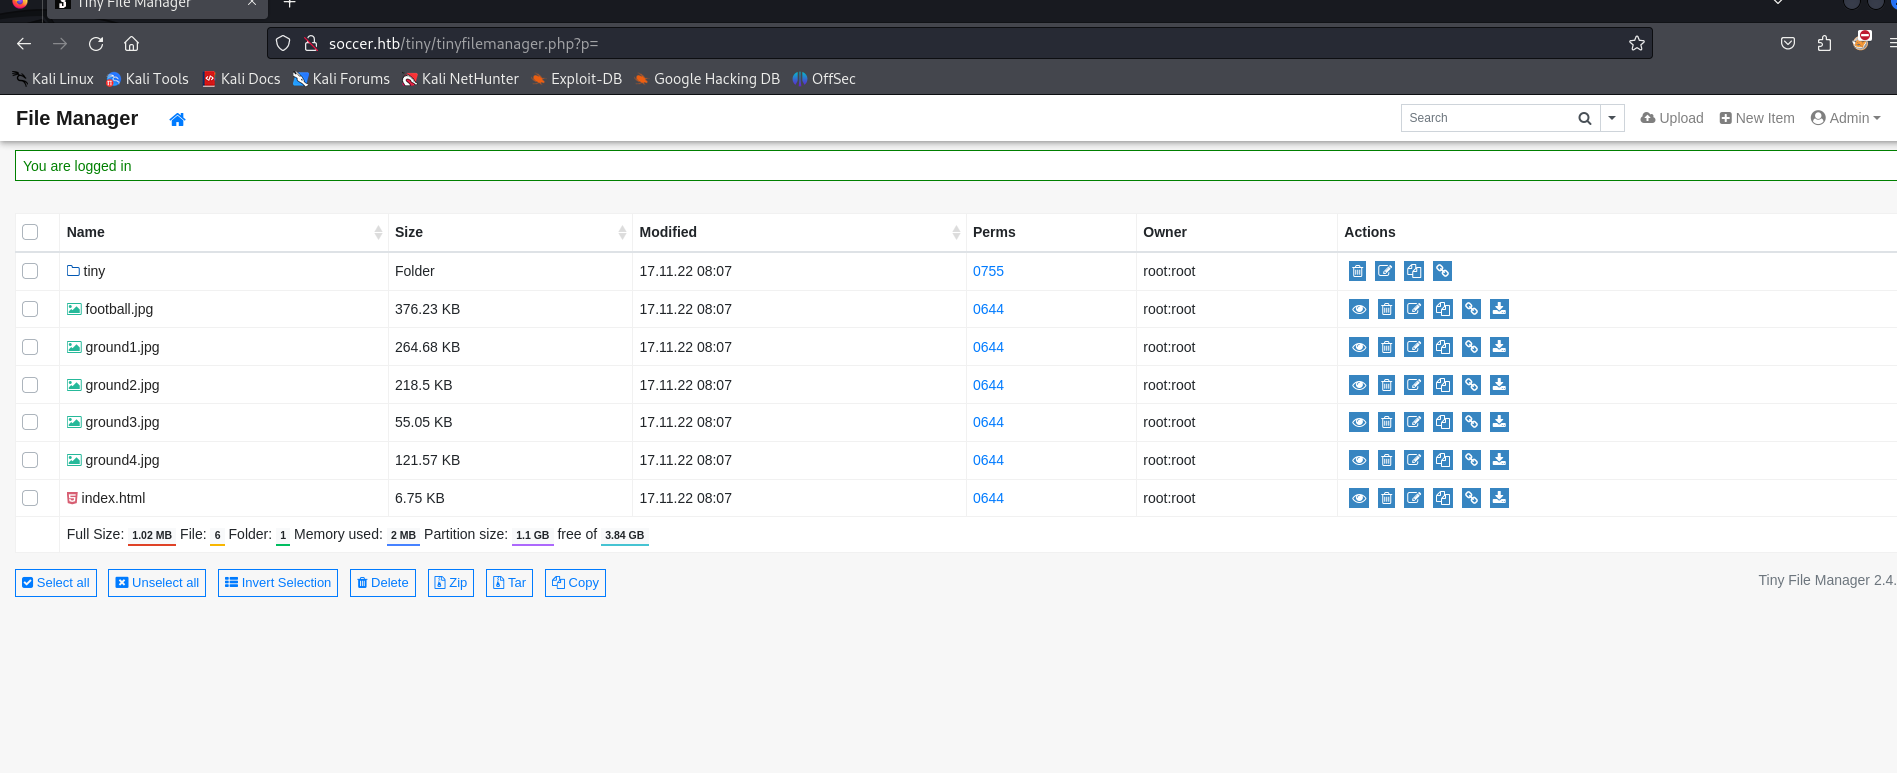 Tiny File Manager
soccer.htb/tiny/tinyfilemanager.php?p=
Kali Linux Kali Tools Kali Docs Kali Forums Kali NetHunter Exploit-DB Google Hacking DB OffSec
File Manager Search Upload New Item Admin
You are logged in
Name Size Modified Perms Owner Actions
tiny Folder 17.11.22 08:07 0755 root:root
football.jpg 376.23 KB 17.11.22 08:07 0644 root:root
ground1.jpg 264.68 KB 17.11.22 08:07 0644 root:root
ground2.jpg 218.5 KB 17.11.22 08:07 0644 root:root
ground3.jpg 55.05 KB 17.11.22 08:07 0644 root:root
ground4.jpg 121.57 KB 17.11.22 08:07 0644 root:root
index.html 6.75 KB 17.11.22 08:07 0644 root:root
Full Size: 1.02 MB File: 6 Folder: 1 Memory used: 2 MB Partition size: 1.1 GB free of 3.84 GB
Select all Unselect all Invert Selection Delete Zip Tar Copy Tiny File Manager 2.4.